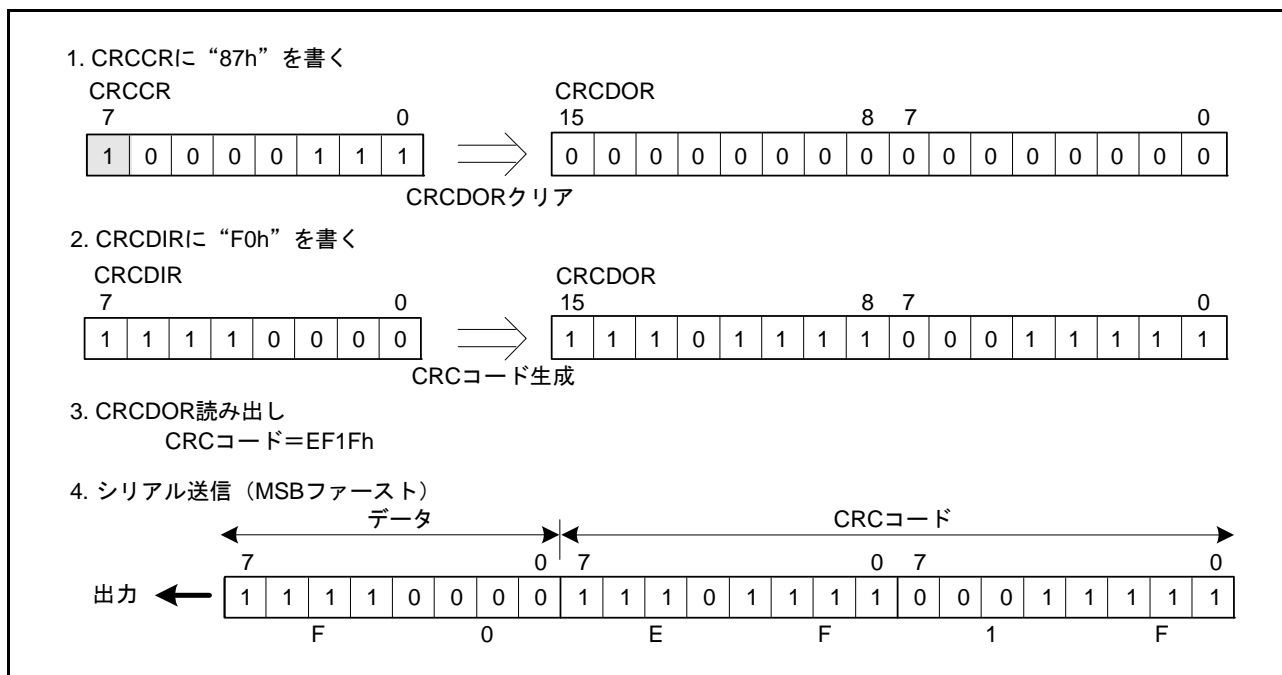 1. CRCCRに“87h”を書く
CRCCR CRCDOR
7 0 15 8 7 0
1 0 0 0 0 1 1 1 0 0 0 0 0 0 0 0 0 0 0 0 0 0 0 0
CRCDORクリア
2. CRCDIRに“F0h”を書く
CRCDIR CRCDOR
7 0 15 8 7 0
1 1 1 1 0 0 0 0 1 1 1 0 1 1 1 1 0 0 0 1 1 1 1 1
CRCコード生成
3. CRCDOR読み出し
CRCコード＝EF1Fh
4. シリアル送信（MSBファースト）
データ CRCコード
7 0 7 0 7 0
出力 1 1 1 1 0 0 0 0 1 1 1 0 1 1 1 1 0 0 0 1 1 1 1 1
F 0 E F 1 F